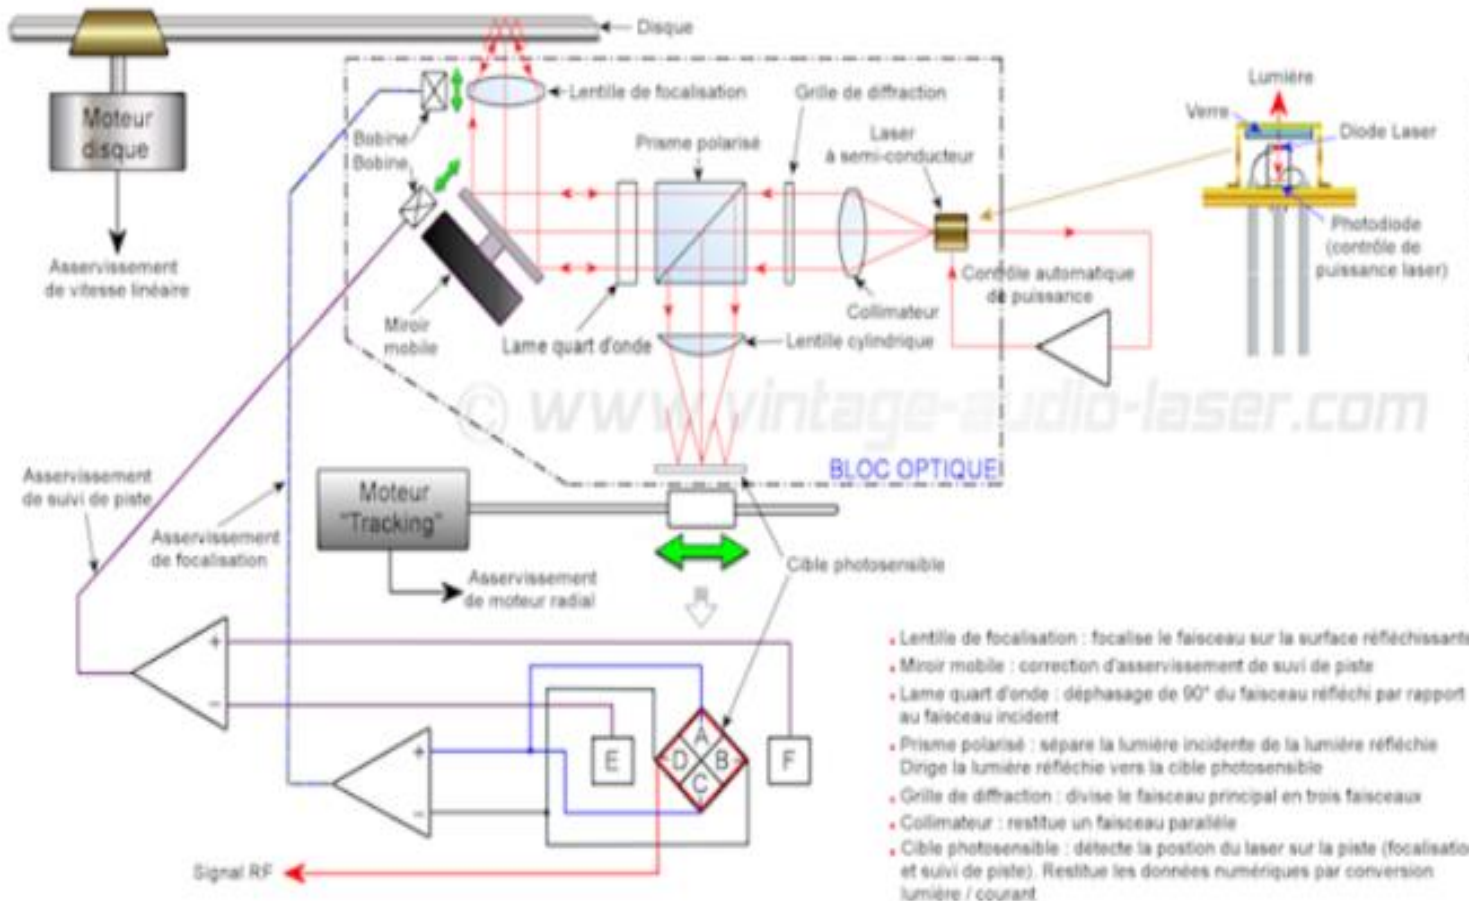 Disque
Moteur
disque
Asservissement
de vitesse linéaire
Bobine
Bobine
Lentille de focalisation
Grille de diffraction
Prisme polarisé
Laser
à semi-conducteur
Lumière
Verre
Diode Laser
Photodiode
(contrôle de
puissance laser)
Contrôle automatique
de puissance
Collimateur
Miroir
mobile
Lame quart d'onde
Lentille cylindrique
© www.vintage-audio-laser.com
BLOC OPTIQUE
Asservissement
de suivi de piste
Asservissement
de focalisation
Moteur
"Tracking"
Asservissement
de moteur radial
Cible photosensible
+
−
+
−
E
A
D
B
C
F
Signal RF
Lentille de focalisation : focalise le faisceau sur la surface réfléchissante
Miroir mobile : correction d'asservissement de suvi de piste
Lame quart d'onde : déphasage de 90° du faisceau réfléchi par rapport
au faisceau incident
Prisme polarisé : sépare la lumière incidente de la lumière réfléchie
Dirige la lumière réfléchie vers la cible photosensible
Grille de diffraction : divise le faisceau principal en trois faisceaux
Collimateur : restitue un faisceau parallèle
Cible photosensible : détecte la postion du laser sur la piste (focalisation
et suivi de piste). Restitue les données numériques par conversion
lumière / courant